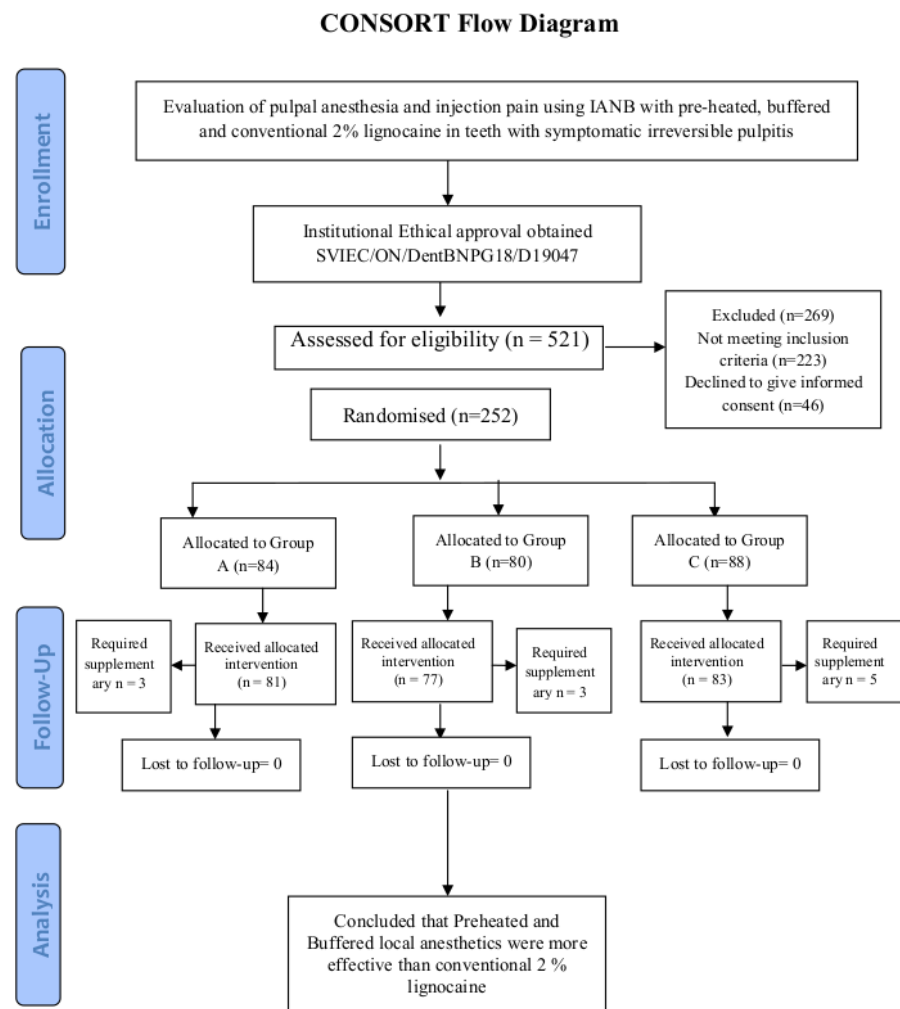 CONSORT Flow Diagram
Enrollment
Evaluation of pulpal anesthesia and injection pain using IANB with pre-heated, buffered
and conventional 2% lignocaine in teeth with symptomatic irreversible pulpitis
Institutional Ethical approval obtained
SVIEC/ON/DentBNPG18/D19047
Assessed for eligibility (n = 521)
Excluded (n=269)
Not meeting inclusion
criteria (n=223)
Declined to give informed
consent (n=46)
Allocation
Randomised (n=252)
Allocated to Group
A (n=84)
Allocated to Group
B (n=80)
Allocated to Group
C (n=88)
Follow-Up
Required
supplement
ary n = 3
Received allocated
intervention
(n = 81)
Received allocated
intervention
(n = 77)
Required
supplement
ary n = 3
Received allocated
intervention
(n = 83)
Required
supplement
ary n = 5
Lost to follow-up= 0
Lost to follow-up= 0
Lost to follow-up= 0
Analysis
Concluded that Preheated and
Buffered local anesthetics were more
effective than conventional 2 %
lignocaine